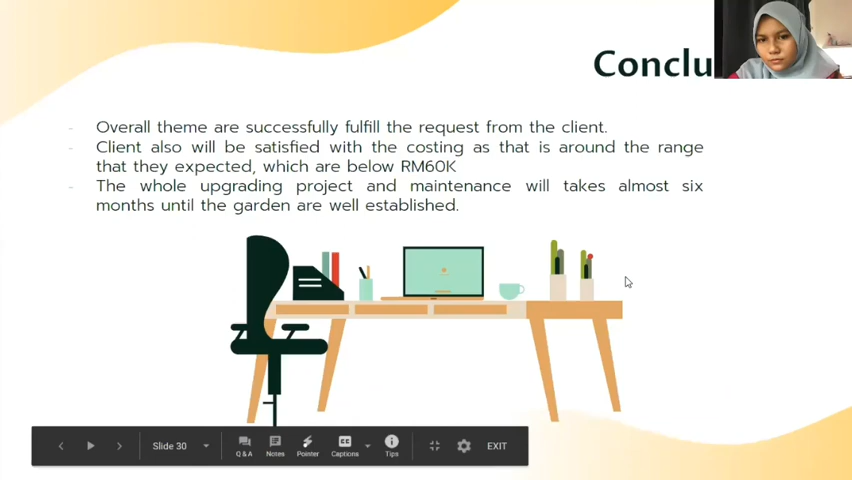 Conclu
- Overall theme are successfully fulfill the request from the client.
- Client also will be satisfied with the costing as that is around the range
that they expected, which are below RM60K
- The whole upgrading project and maintenance will takes almost six
months until the garden are well established.
Slide 30
Q & A
Notes
Pointer
Captions
Tips
EXIT